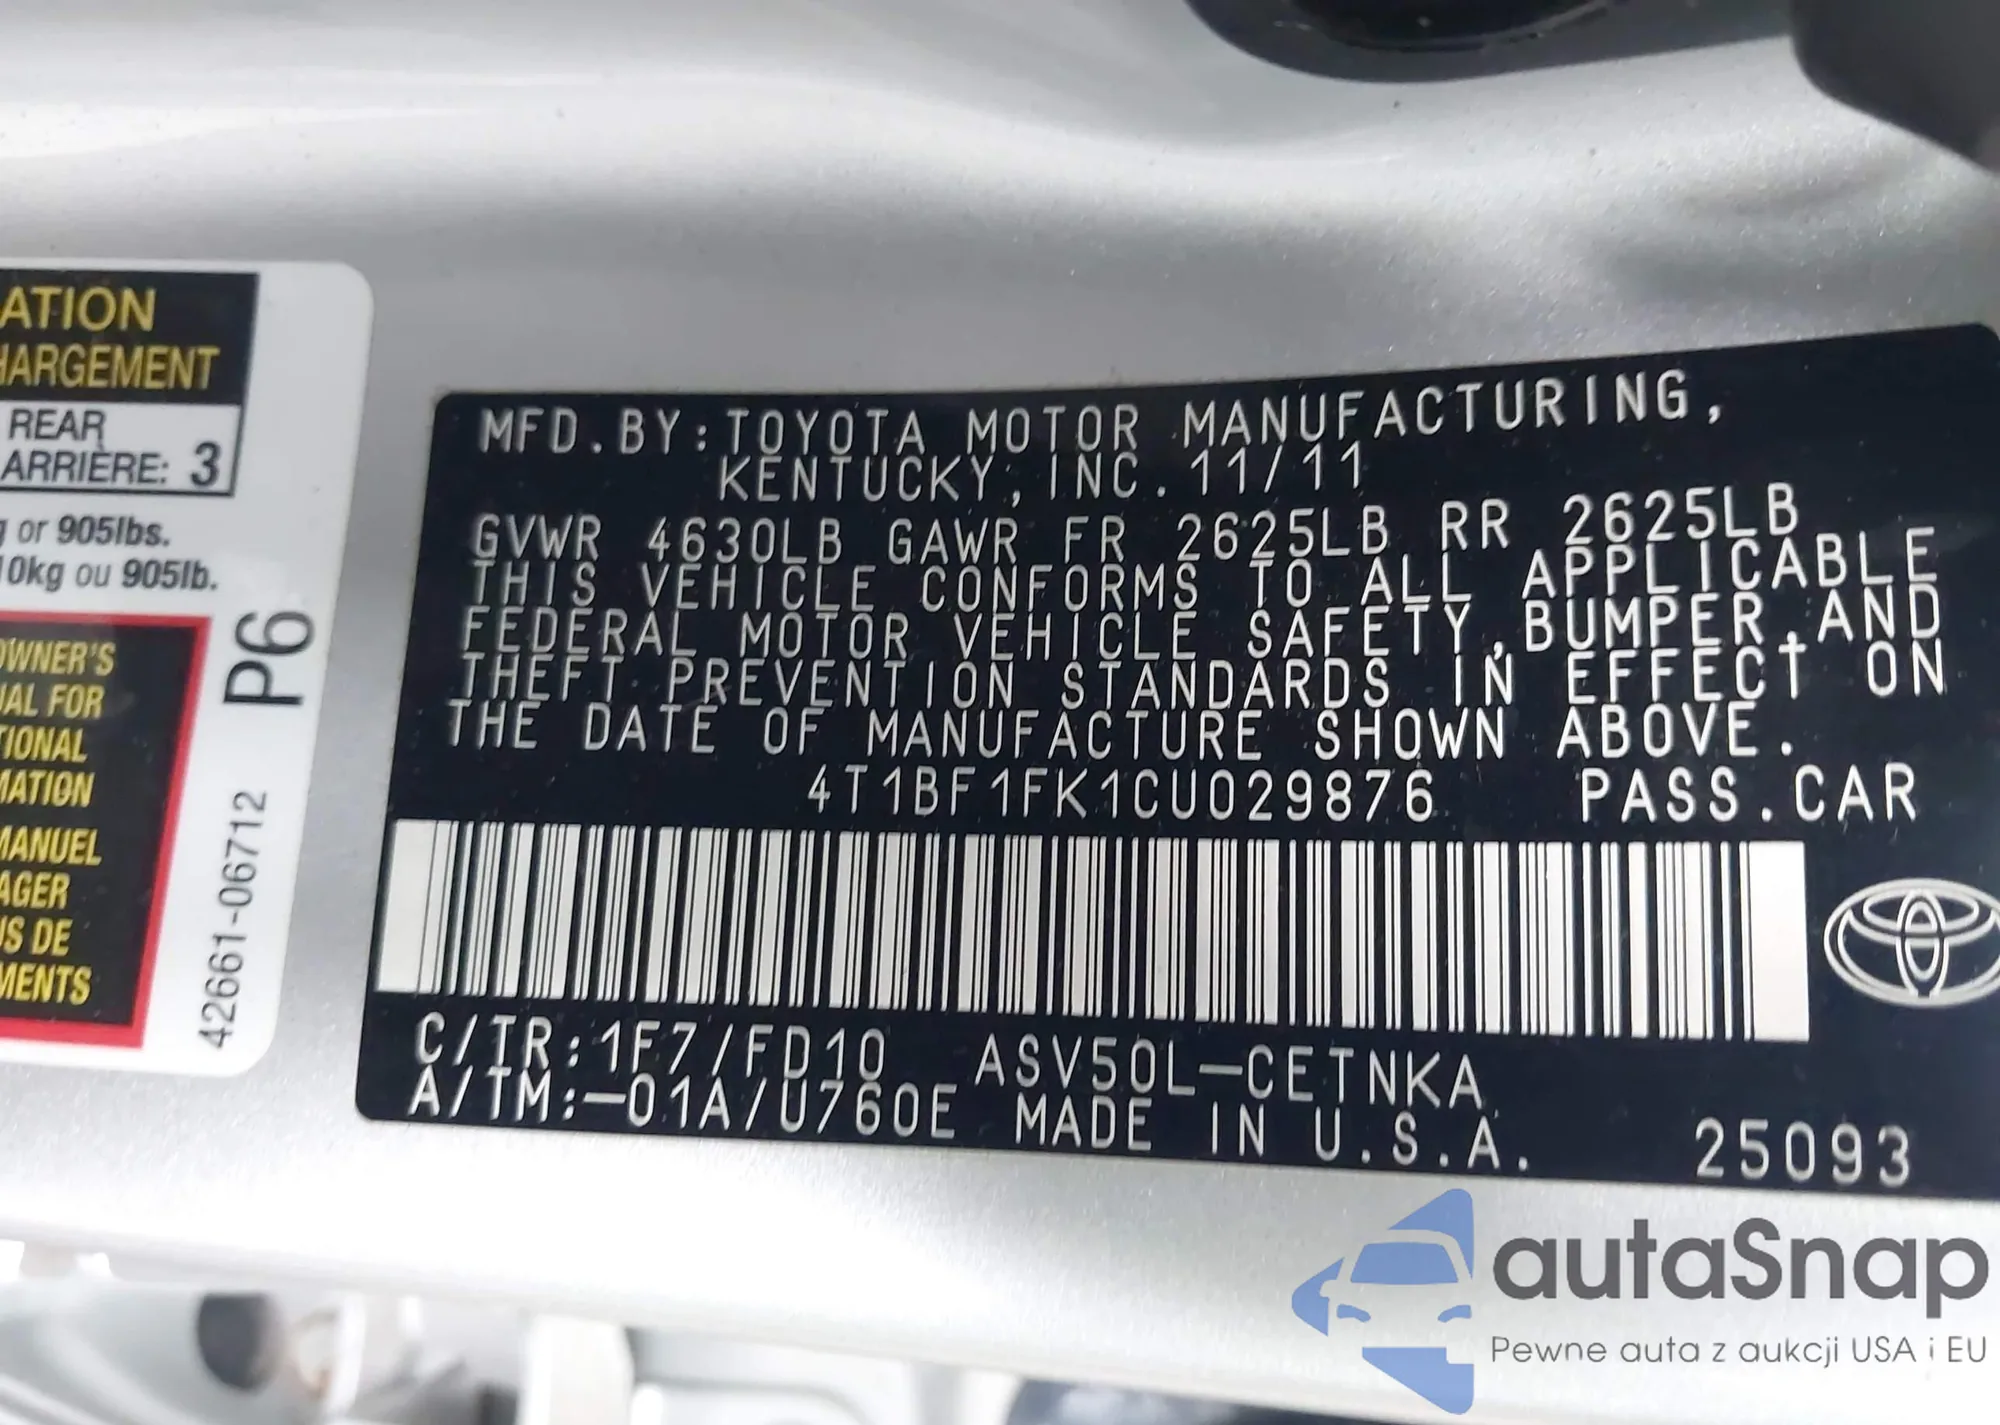 ATION
HARGEMENT
REAR
ARRIÈRE: 3
g or 905lbs.
10kg ou 905lb.
OWNER'S
UAL FOR
TIONAL
MATION
MANUEL
AGER
US DE
MENTS
P6
42661-06712
MFD.BY:TOYOTA MOTOR MANUFACTURING,
KENTUCKY, INC. 11/11
GVWR 4630LB GAWR FR 2625LB RR 2625LB
THIS VEHICLE CONFORMS TO ALL APPLICABLE
FEDERAL MOTOR VEHICLE SAFETY,BUMPER,AND
THEFT PREVENTION STANDARDS IN EFFECT ON
THE DATE OF MANUFACTURE SHOWN ABOVE.
4T1BF1FK1CU029876 PASS.CAR
C/TR:1F7/FD10 ASV50L-CETNKA
A/TM:-01A/U760E MADE IN U.S.A.
25093
autaSnap
Pewne auta z aukcji USA i EU